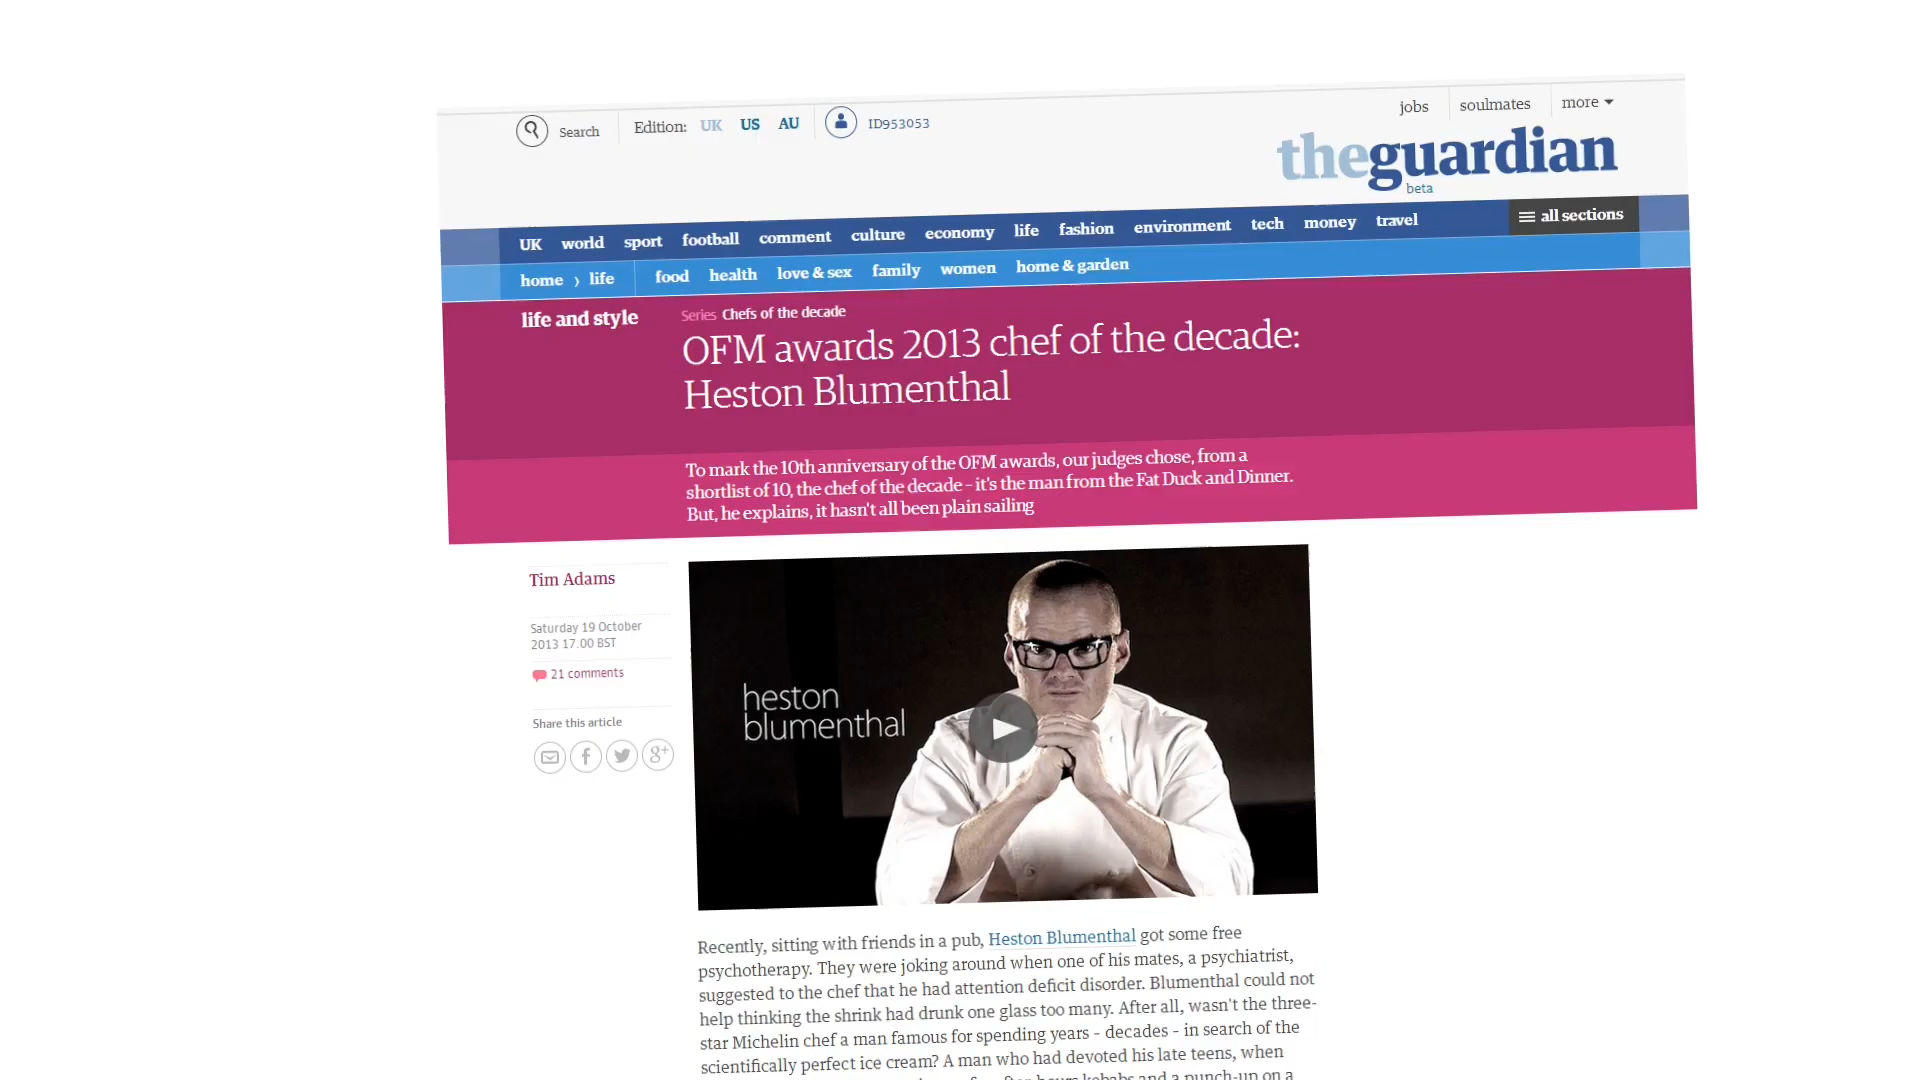 jobs soulmates more
Search Edition: UK US AU ID953053
theguardian
beta
UK world sport football comment culture economy life fashion environment tech money travel all sections
home › life food health love & sex family women home & garden
life and style
Series Chefs of the decade
OFM awards 2013 chef of the decade:
Heston Blumenthal
To mark the 10th anniversary of the OFM awards, our judges chose, from a
shortlist of 10, the chef of the decade - it's the man from the Fat Duck and Dinner.
But, he explains, it hasn't all been plain sailing
Tim Adams
Saturday 19 October
2013 17.00 BST
21 comments
Share this article
heston
blumenthal
Recently, sitting with friends in a pub, Heston Blumenthal got some free
psychotherapy. They were joking around when one of his mates, a psychiatrist,
suggested to the chef that he had attention deficit disorder. Blumenthal could not
help thinking the shrink had drunk one glass too many. After all, wasn't the three-
star Michelin chef a man famous for spending years - decades - in search of the
scientifically perfect ice cream? A man who had devoted his late teens, when
kebabs and a punch-up on a